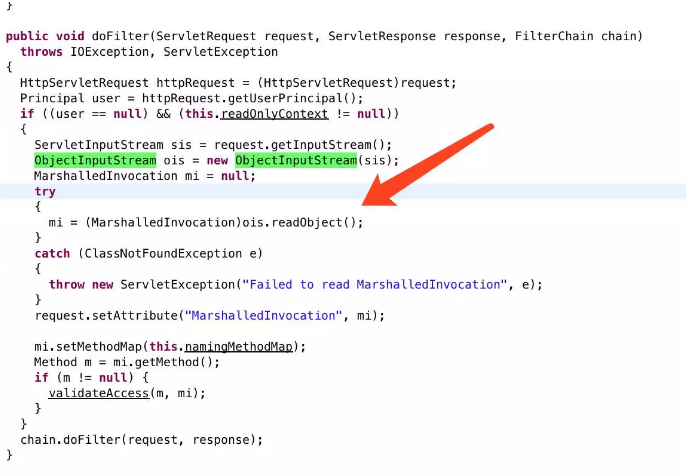 }
public void doFilter(ServletRequest request, ServletResponse response, FilterChain chain)
throws IOException, ServletException
{
HttpServletRequest httpRequest = (HttpServletRequest)request;
Principal user = httpRequest.getUserPrincipal();
if ((user == null) && (this.readOnlyContext != null))
{
ServletInputStream sis = request.getInputStream();
ObjectInputStream ois = new ObjectInputStream(sis);
MarshalledInvocation mi = null;
try
{
mi = (MarshalledInvocation)ois.readObject();
}
catch (ClassNotFoundException e)
{
throw new ServletException("Failed to read MarshalledInvocation", e);
}
request.setAttribute("MarshalledInvocation", mi);
mi.setMethodMap(this.namingMethodMap);
Method m = mi.getMethod();
if (m != null) {
validateAccess(m, mi);
}
}
chain.doFilter(request, response);
}